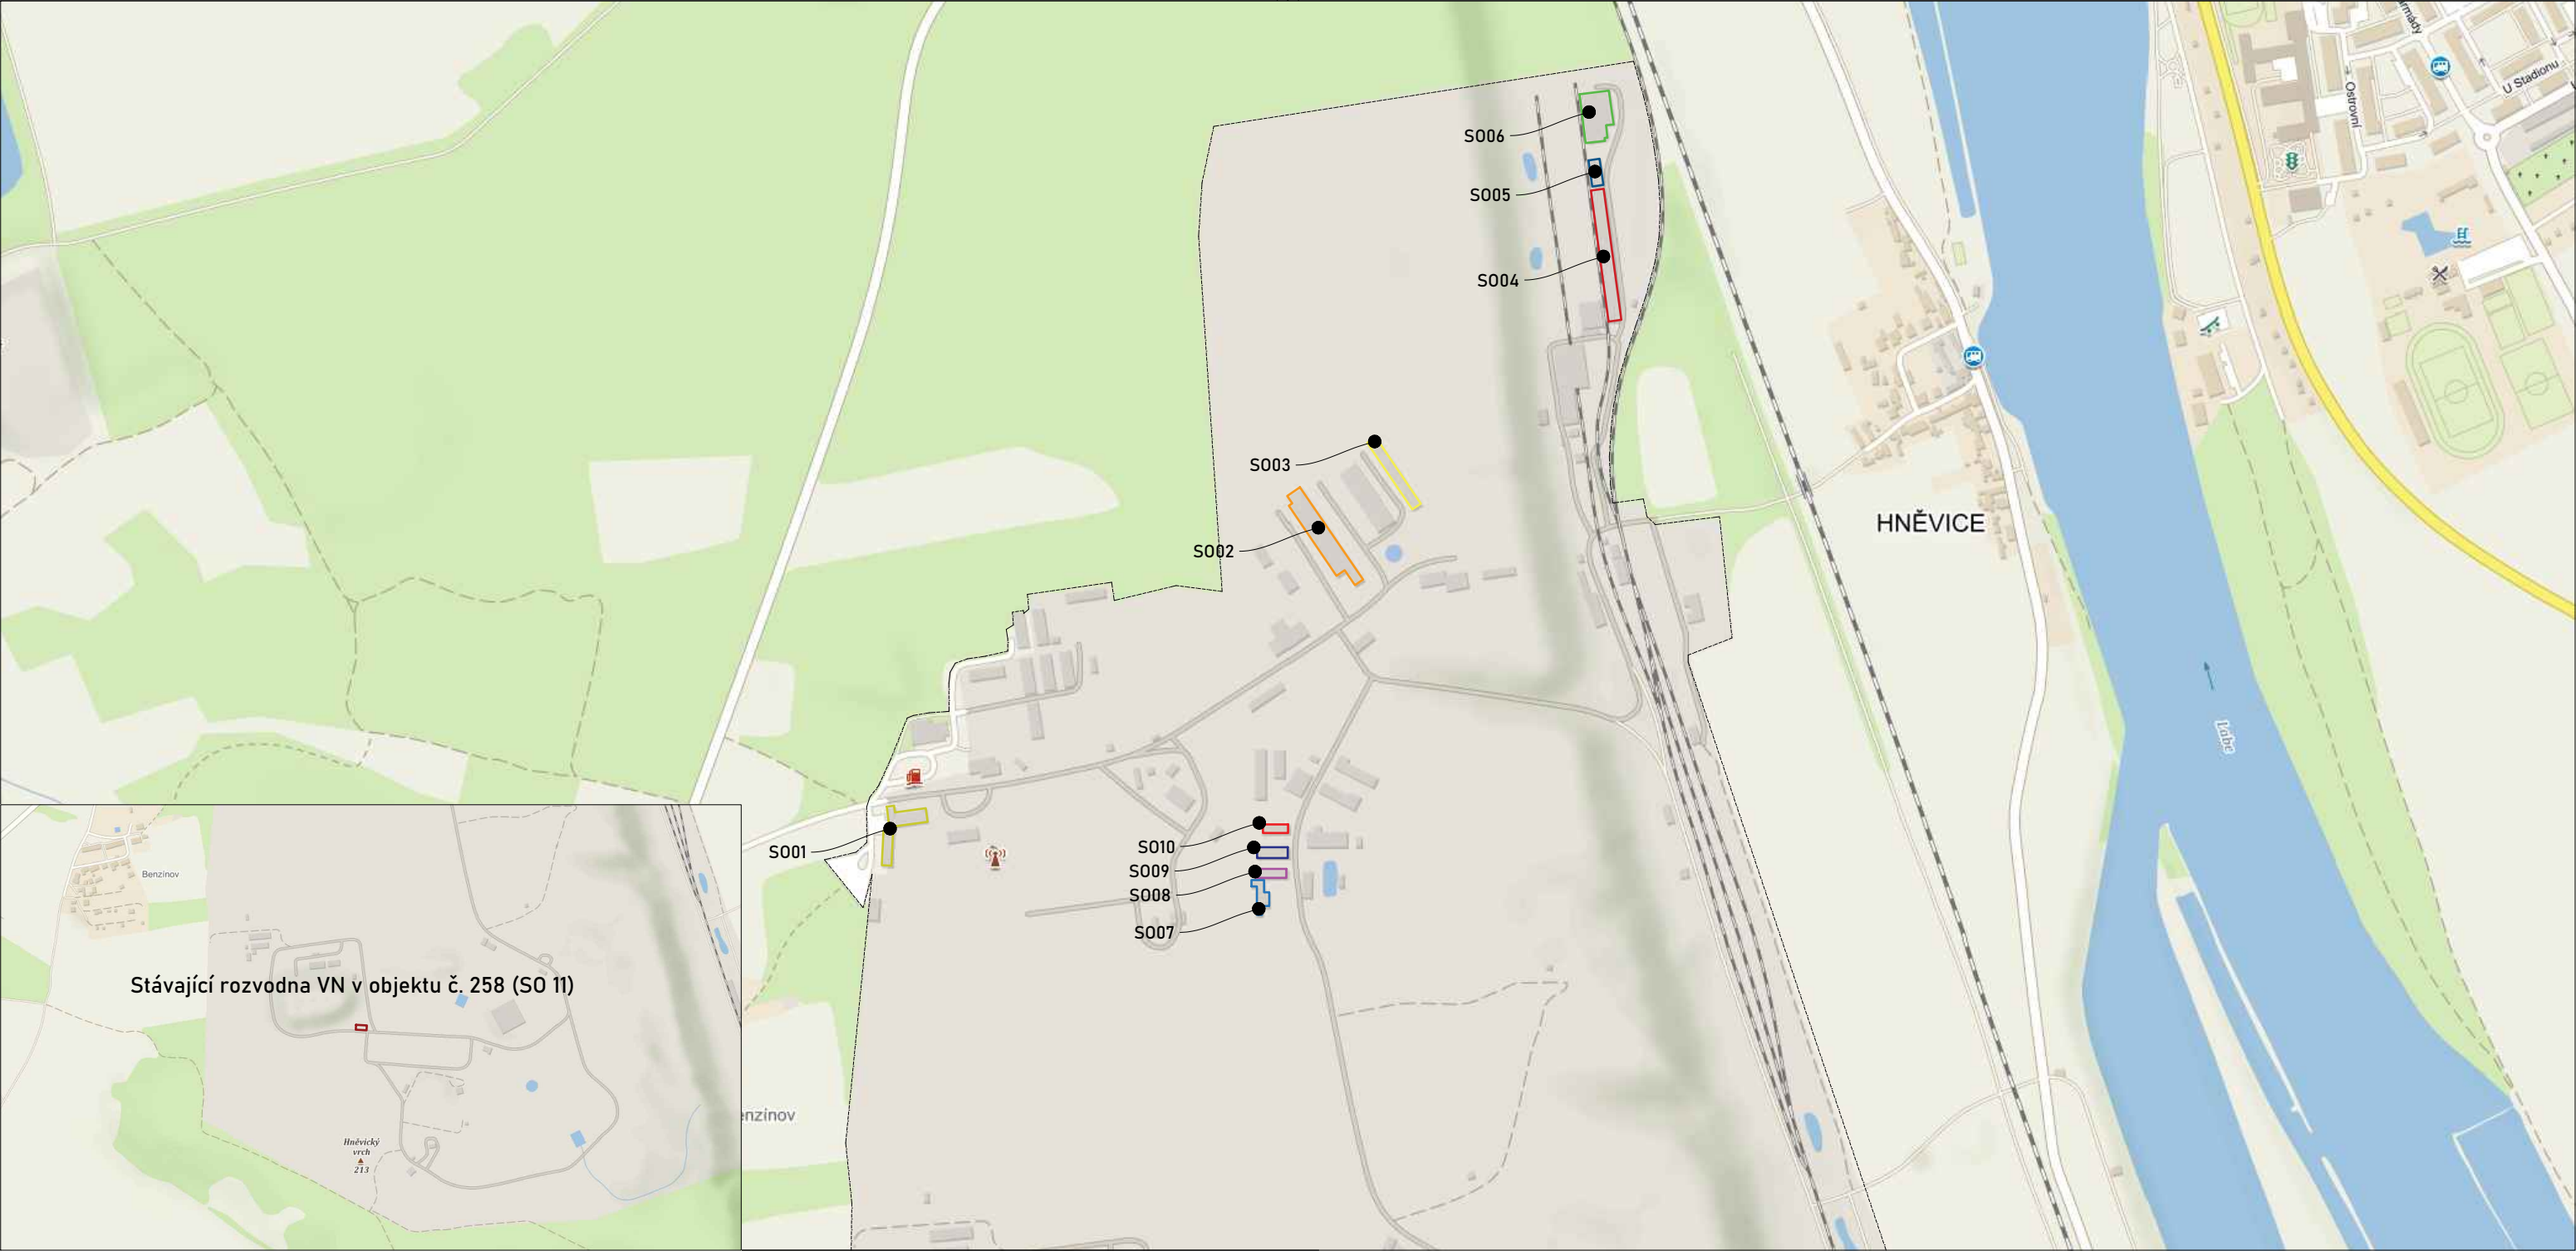 U Stadionu
Ostrovní
SO06
SO05
SO04
SO03
HNĚVICE
SO02
Labe
SO01
SO10
SO09
SO08
SO07
Benzinov
Stávající rozvodna VN v objektu č. 258 (SO 11)
enzínov
Hněvický
vrch
213